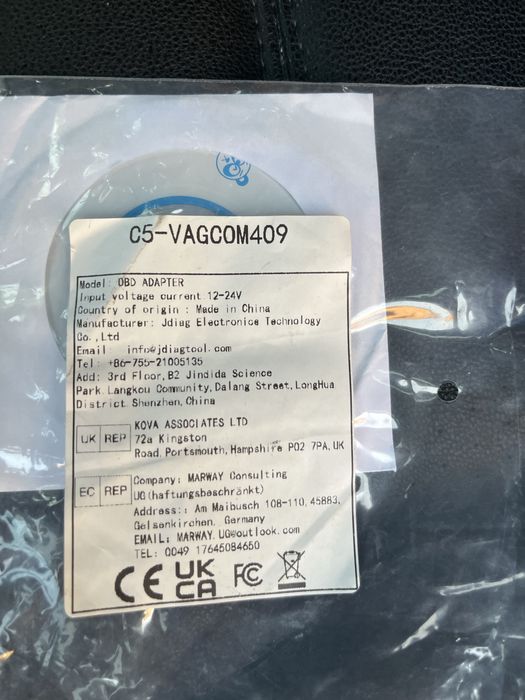 C5-VAGCOM409
Model: OBD ADAPTER
Input voltage current:12-24V
Country of origin : Made in China
Manufacturer: Jdiag Electronics Technology
Co.,Ltd
Email info@jdiagtool.com
Tel: +86-755-21005135
Add: 3rd Floor,B2 Jindida Science
Park.Langkou Community,Dalang Street,LongHua
District.Shenzhen,China
UK REP
KOVA ASSOCIATES LTD
72a Kingston
Road, Portsmouth, Hampshire PO2 7PA, UK
EC REP
Company: MARWAY Consulting
UG(haftungsbeschränkt)
Address:: Am Maibusch 108-110,45883,
Gelsenkirchen, Germany
EMAIL: MARWAY.UG@outlook.com
TEL: 0049 17645084650
CE UK CA FC